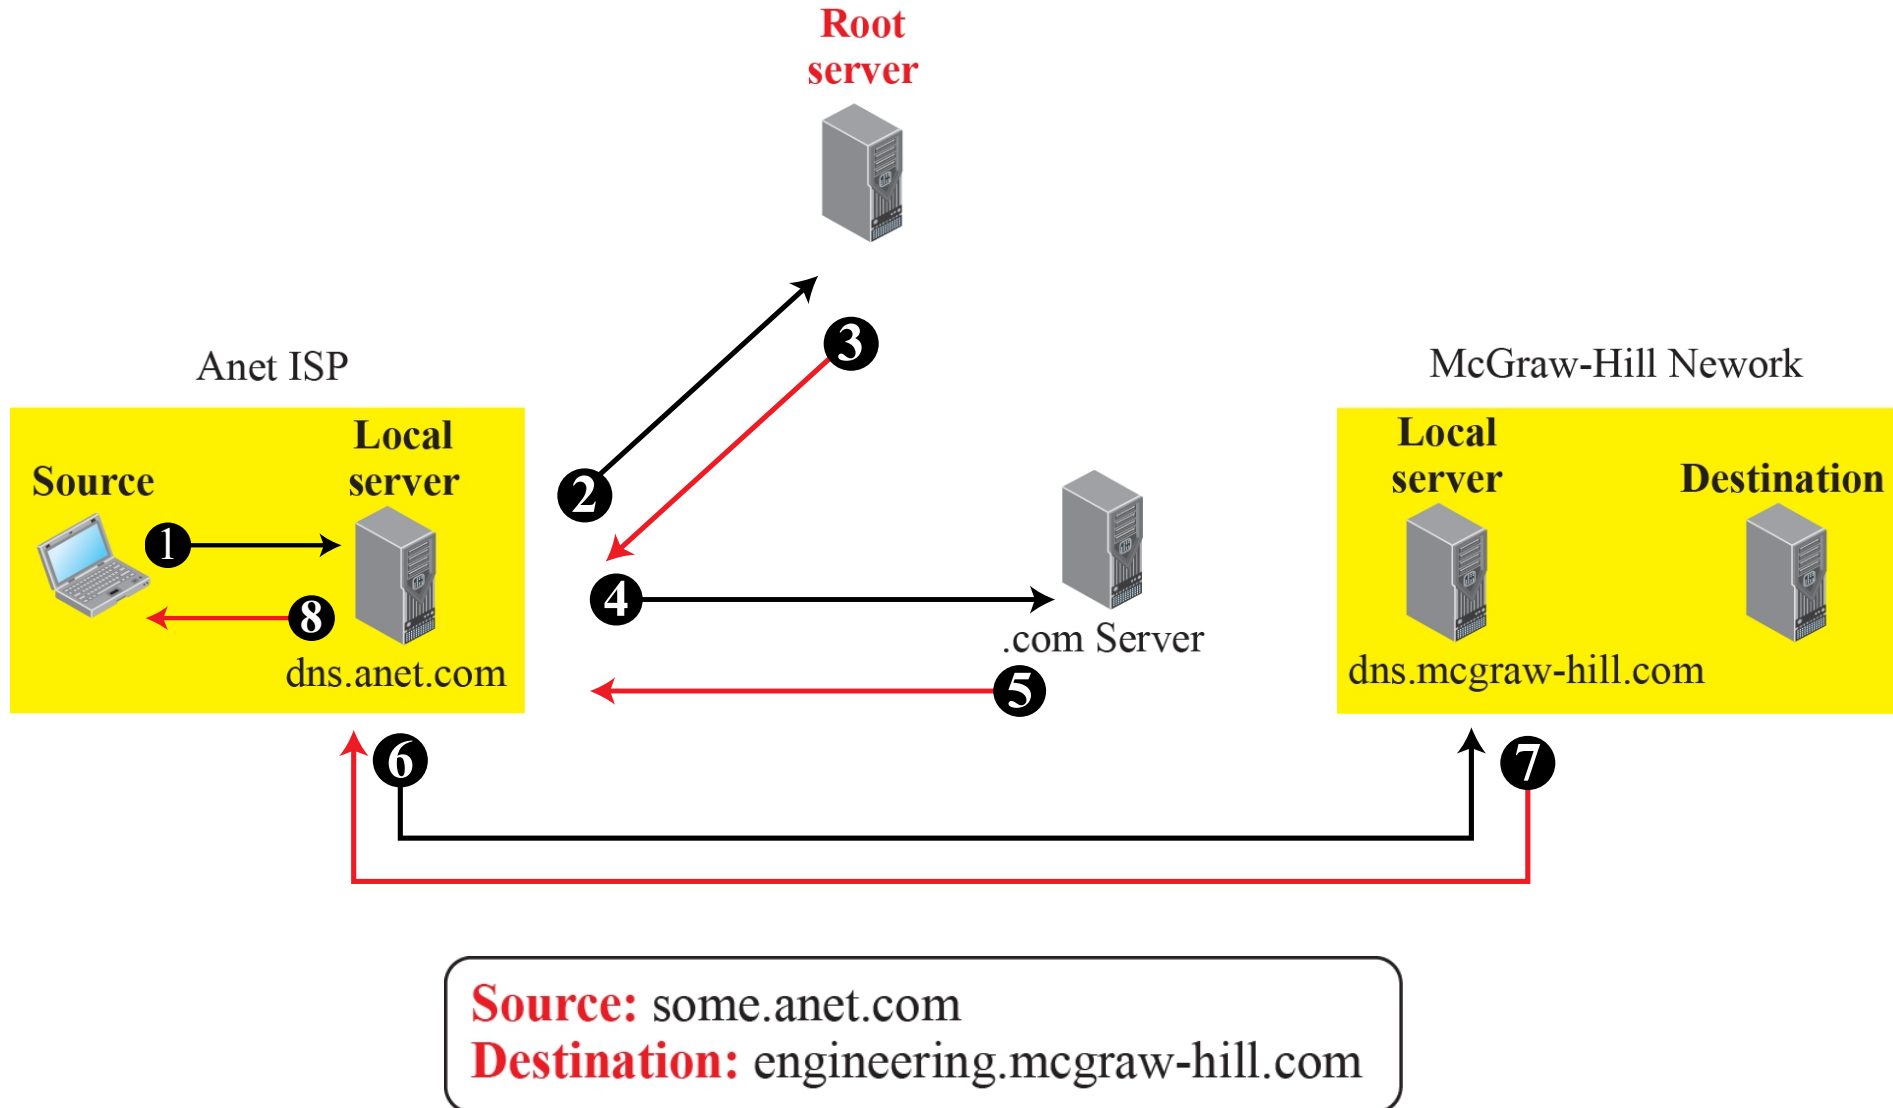 Root
server
3
Anet ISP
McGraw-Hill Nework
Local
server
Source
2
Local
server
Destination
1
4
8
.com Server
dns.anet.com
dns.mcgraw-hill.com
5
6
7
Source: some.anet.com
Destination: engineering.mcgraw-hill.com